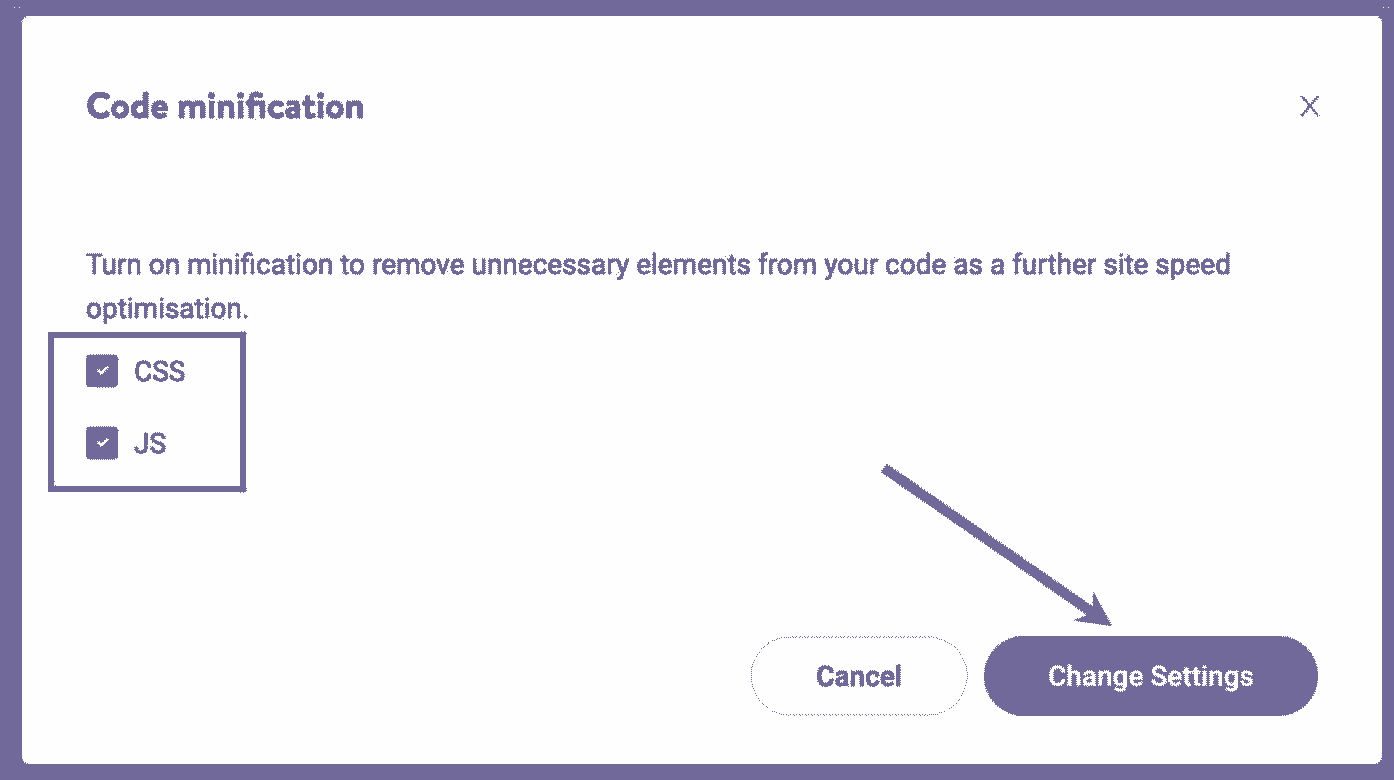 Code minification
Turn on minification to remove unnecessary elements from your code as a further site speed
optimisation.
CSS
JS
Cancel
Change Settings